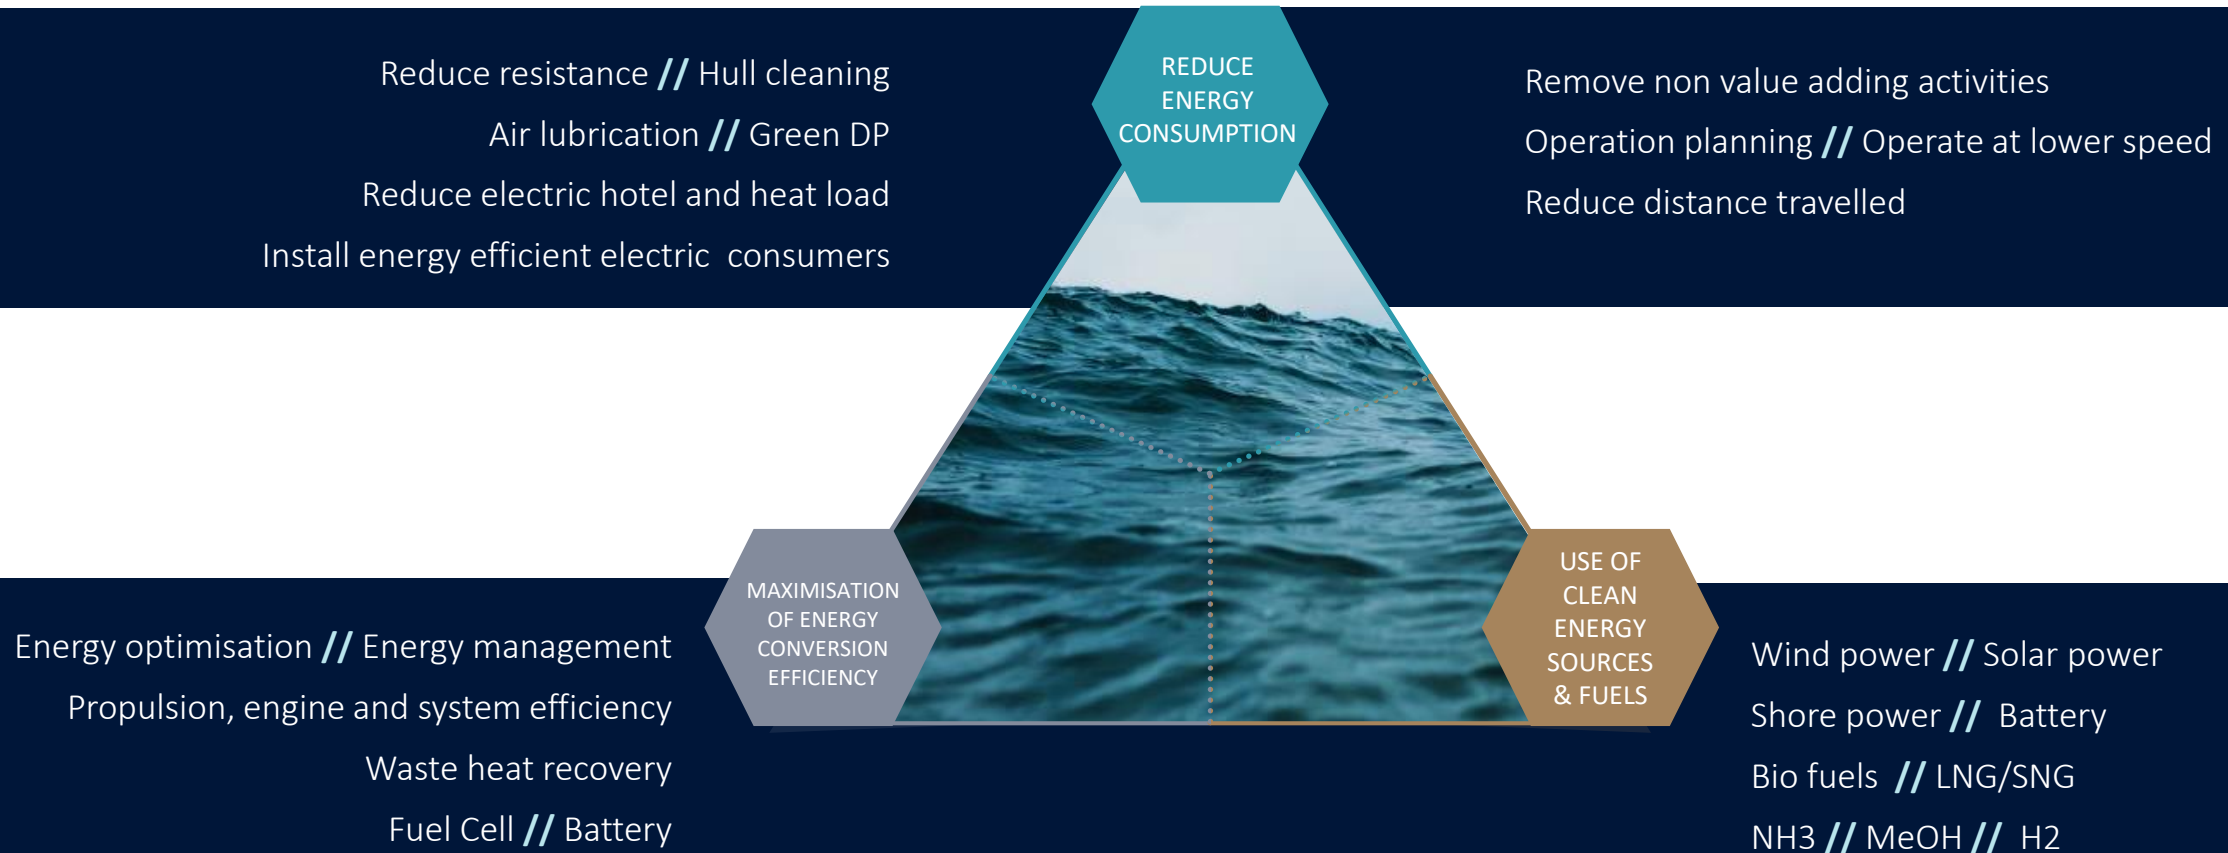 Reduce resistance // Hull cleaning
Air lubrication // Green DP
Reduce electric hotel and heat load
Install energy efficient electric consumers
REDUCE
ENERGY
CONSUMPTION
Remove non value adding activities
Operation planning // Operate at lower speed
Reduce distance travelled
Energy optimisation // Energy management
Propulsion, engine and system efficiency
Waste heat recovery
Fuel Cell // Battery
MAXIMISATION
OF ENERGY
CONVERSION
EFFICIENCY
USE OF
CLEAN
ENERGY
SOURCES
& FUELS
Wind power // Solar power
Shore power // Battery
Bio fuels // LNG/SNG
NH3 // MeOH // H2